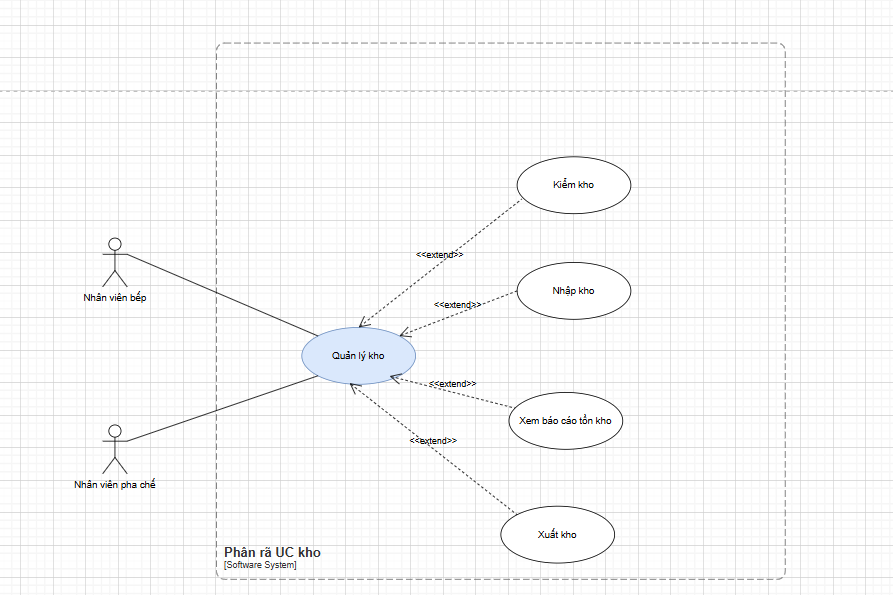 Kiểm kho
<<extend>>
Nhân viên bếp
Nhập kho
<<extend>>
Quản lý kho
<<extend>>
Xem báo cáo tồn kho
<<extend>>
Nhân viên pha chế
Xuất kho
Phân rã UC kho
[Software System]